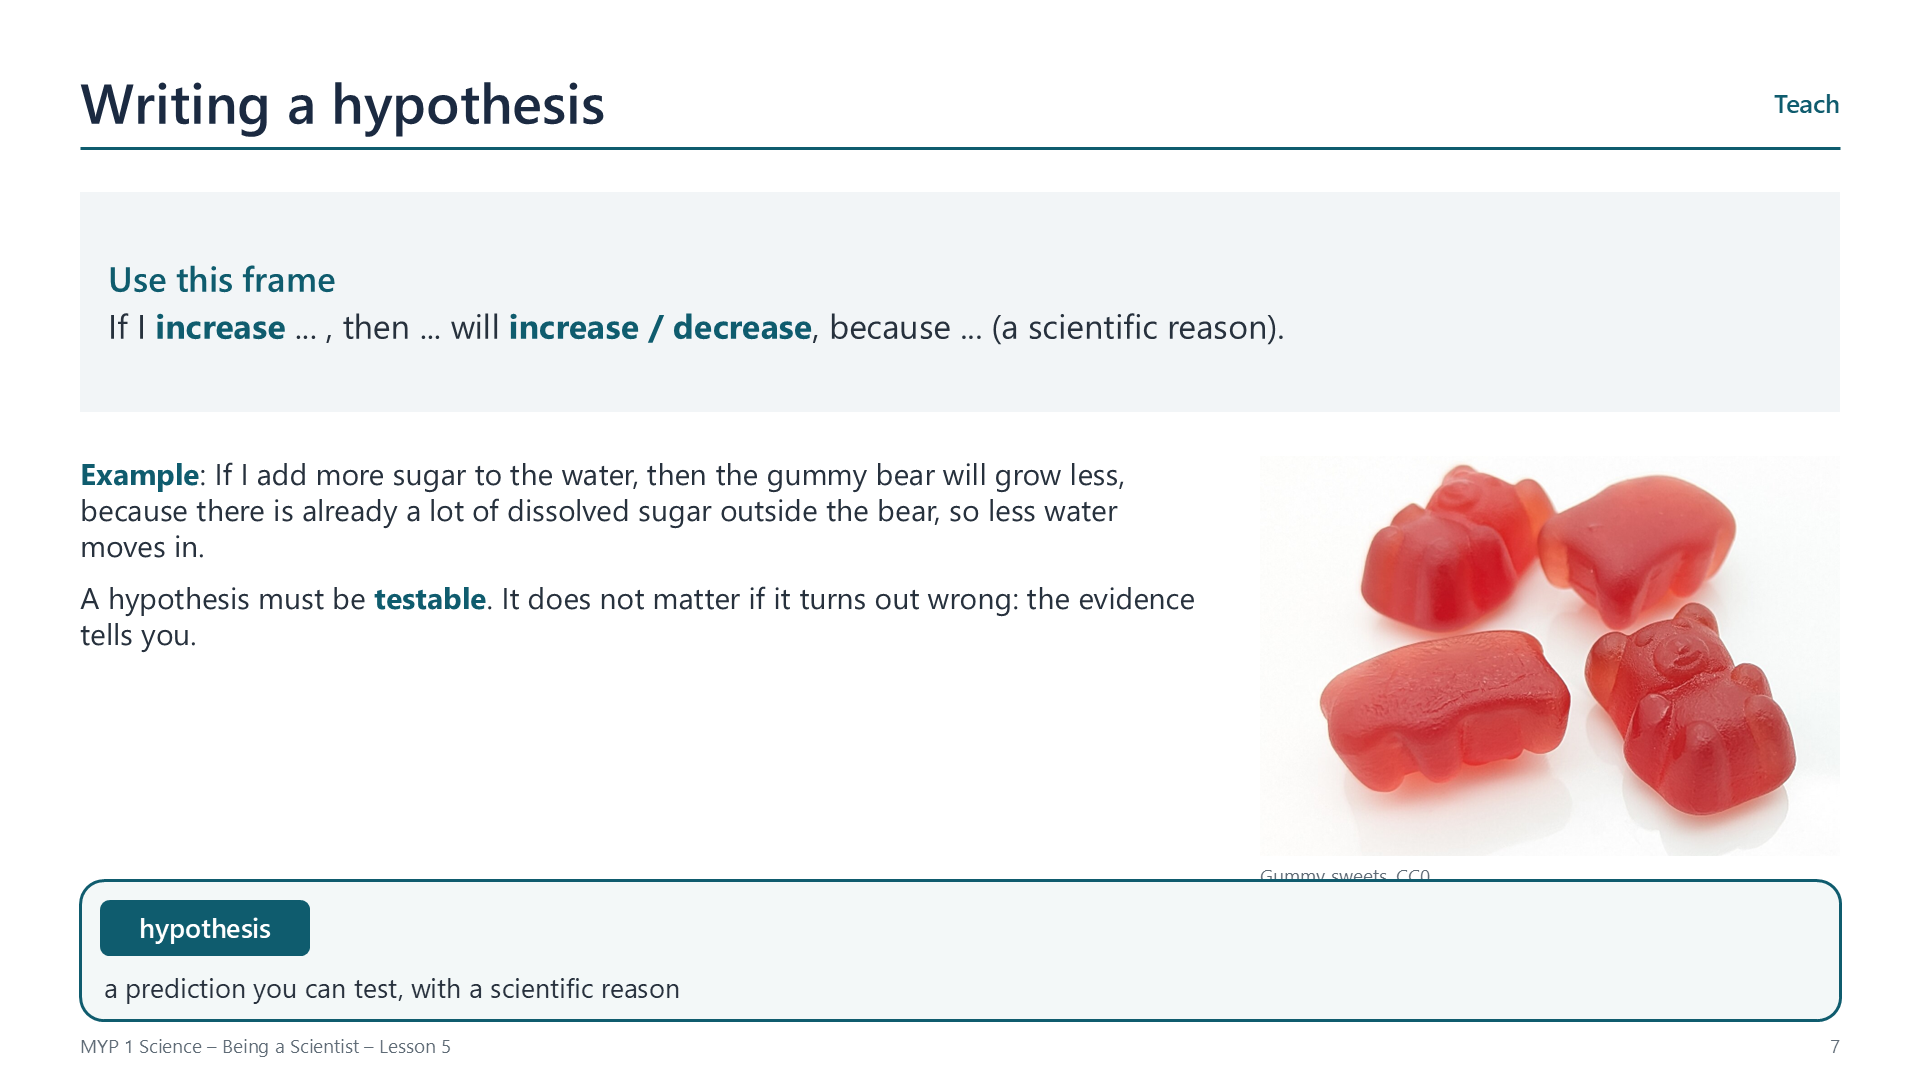 Writing a hypothesis
Teach
Use this frame
If I increase ... , then ... will increase / decrease, because ... (a scientific reason).
Example: If I add more sugar to the water, then the gummy bear will grow less,
because there is already a lot of dissolved sugar outside the bear, so less water
moves in.
A hypothesis must be testable. It does not matter if it turns out wrong: the evidence
tells you.
Gummy sweets, CC0
hypothesis
a prediction you can test, with a scientific reason
MYP 1 Science – Being a Scientist – Lesson 5
7